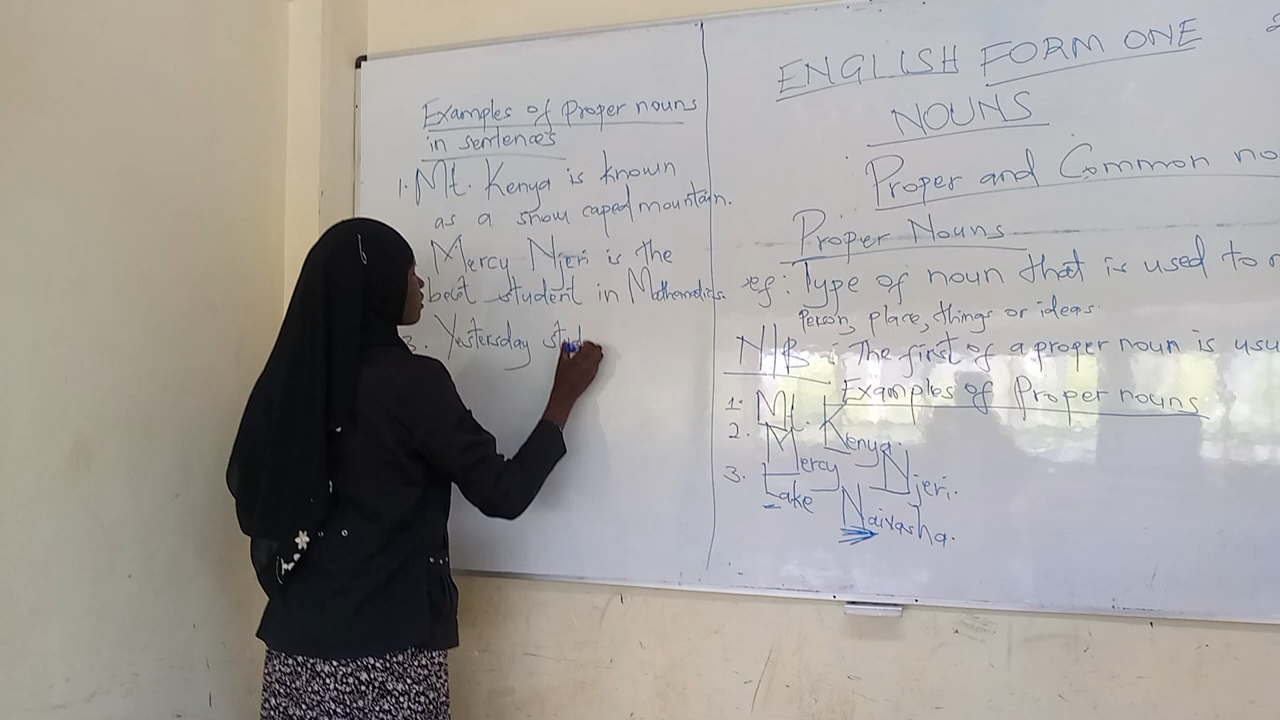 Examples of Proper nouns
in sentences
1. Mt. Kenya is known
as a snow caped mountain.
Mercy Njeri is the
best student in Mathematics.
3. Yesterday stud
ENGLISH FORM ONE
NOUNS
Proper and Common no
Proper Nouns
eg: Type of noun that is used to
Person, place, things or ideas.
N/B : The first of a proper noun is usu
Examples of Proper nouns
1. Mt. Kenya.
2. Mercy Njeri.
3. Lake Naivasha.